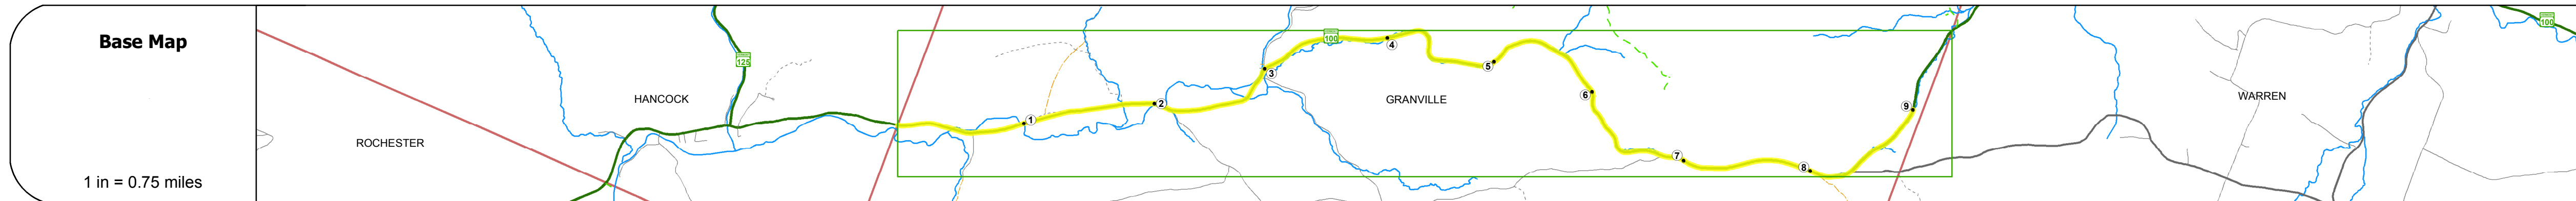 Base Map
1 in = 0.75 miles
ROCHESTER
HANCOCK
125
1
2
3
100
4
GRANVILLE
5
6
7
8
9
WARREN
100